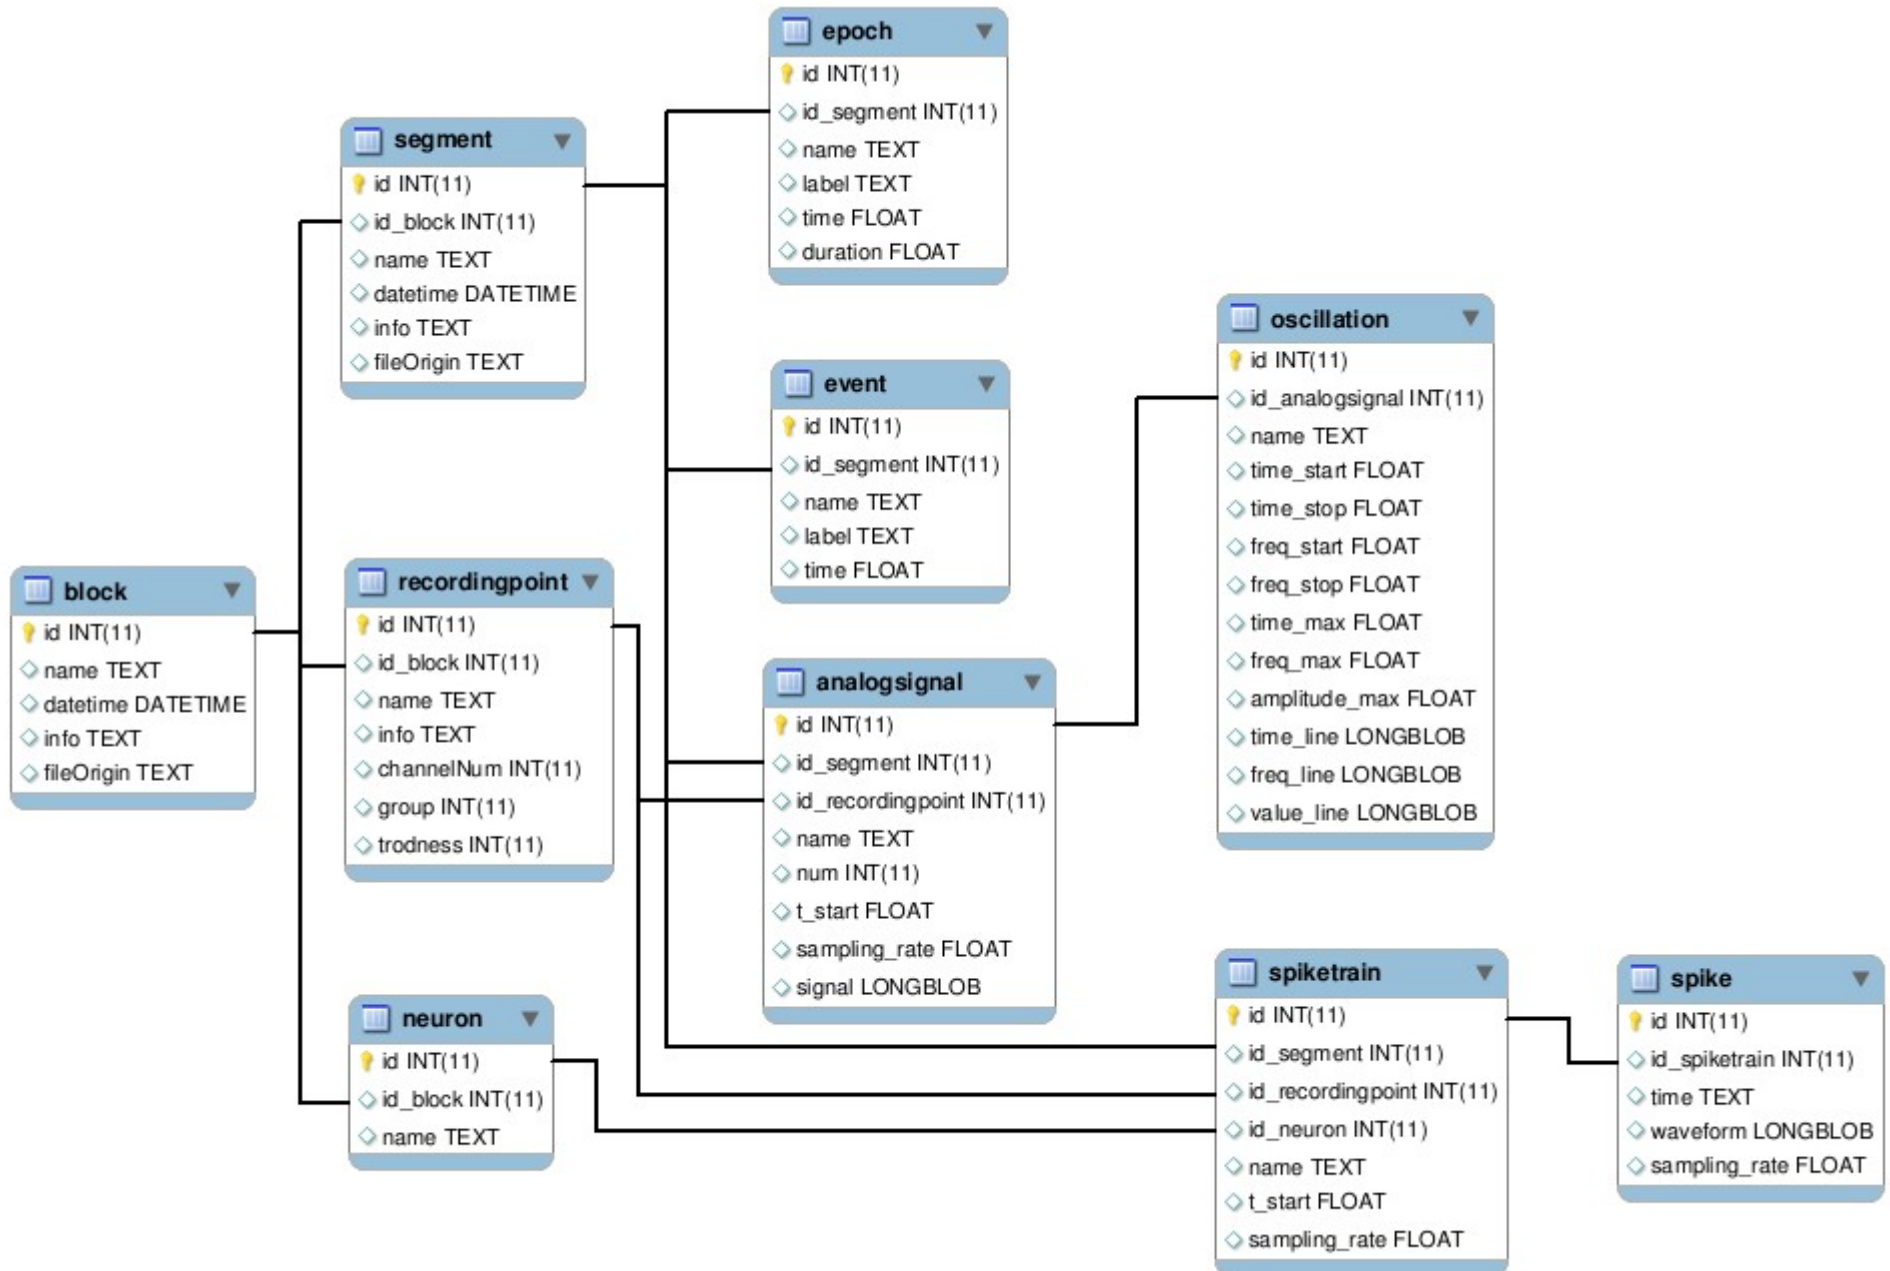 epoch
id INT(11)
id_segment INT(11)
name TEXT
label TEXT
time FLOAT
duration FLOAT
segment
id INT(11)
id_block INT(11)
name TEXT
datetime DATETIME
info TEXT
fileOrigin TEXT
event
id INT(11)
id_segment INT(11)
name TEXT
label TEXT
time FLOAT
oscillation
id INT(11)
id_analogsignal INT(11)
name TEXT
time_start FLOAT
time_stop FLOAT
freq_start FLOAT
freq_stop FLOAT
time_max FLOAT
freq_max FLOAT
amplitude_max FLOAT
time_line LONGBLOB
freq_line LONGBLOB
value_line LONGBLOB
block
id INT(11)
name TEXT
datetime DATETIME
info TEXT
fileOrigin TEXT
recordingpoint
id INT(11)
id_block INT(11)
name TEXT
info TEXT
channelNum INT(11)
group INT(11)
trodness INT(11)
analogsignal
id INT(11)
id_segment INT(11)
id_recordingpoint INT(11)
name TEXT
num INT(11)
t_start FLOAT
sampling_rate FLOAT
signal LONGBLOB
neuron
id INT(11)
id_block INT(11)
name TEXT
spiketrain
id INT(11)
id_segment INT(11)
id_recordingpoint INT(11)
id_neuron INT(11)
name TEXT
t_start FLOAT
sampling_rate FLOAT
spike
id INT(11)
id_spiketrain INT(11)
time TEXT
waveform LONGBLOB
sampling_rate FLOAT